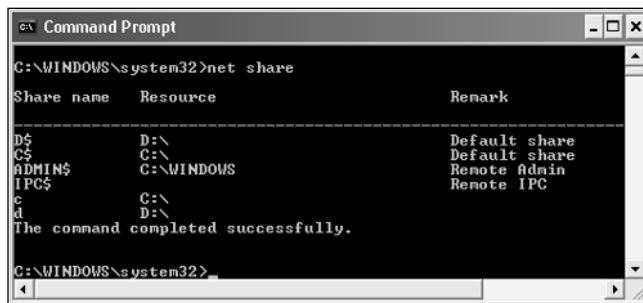 Command Prompt
C:\WINDOWS\system32>net share
Share name Resource Remark
-------------------------------------------------------------------------------
D$ D:\ Default share
C$ C:\ Default share
ADMIN$ C:\WINDOWS Remote Admin
IPC$ Remote IPC
c C:\
d D:\
The command completed successfully.
C:\WINDOWS\system32>_